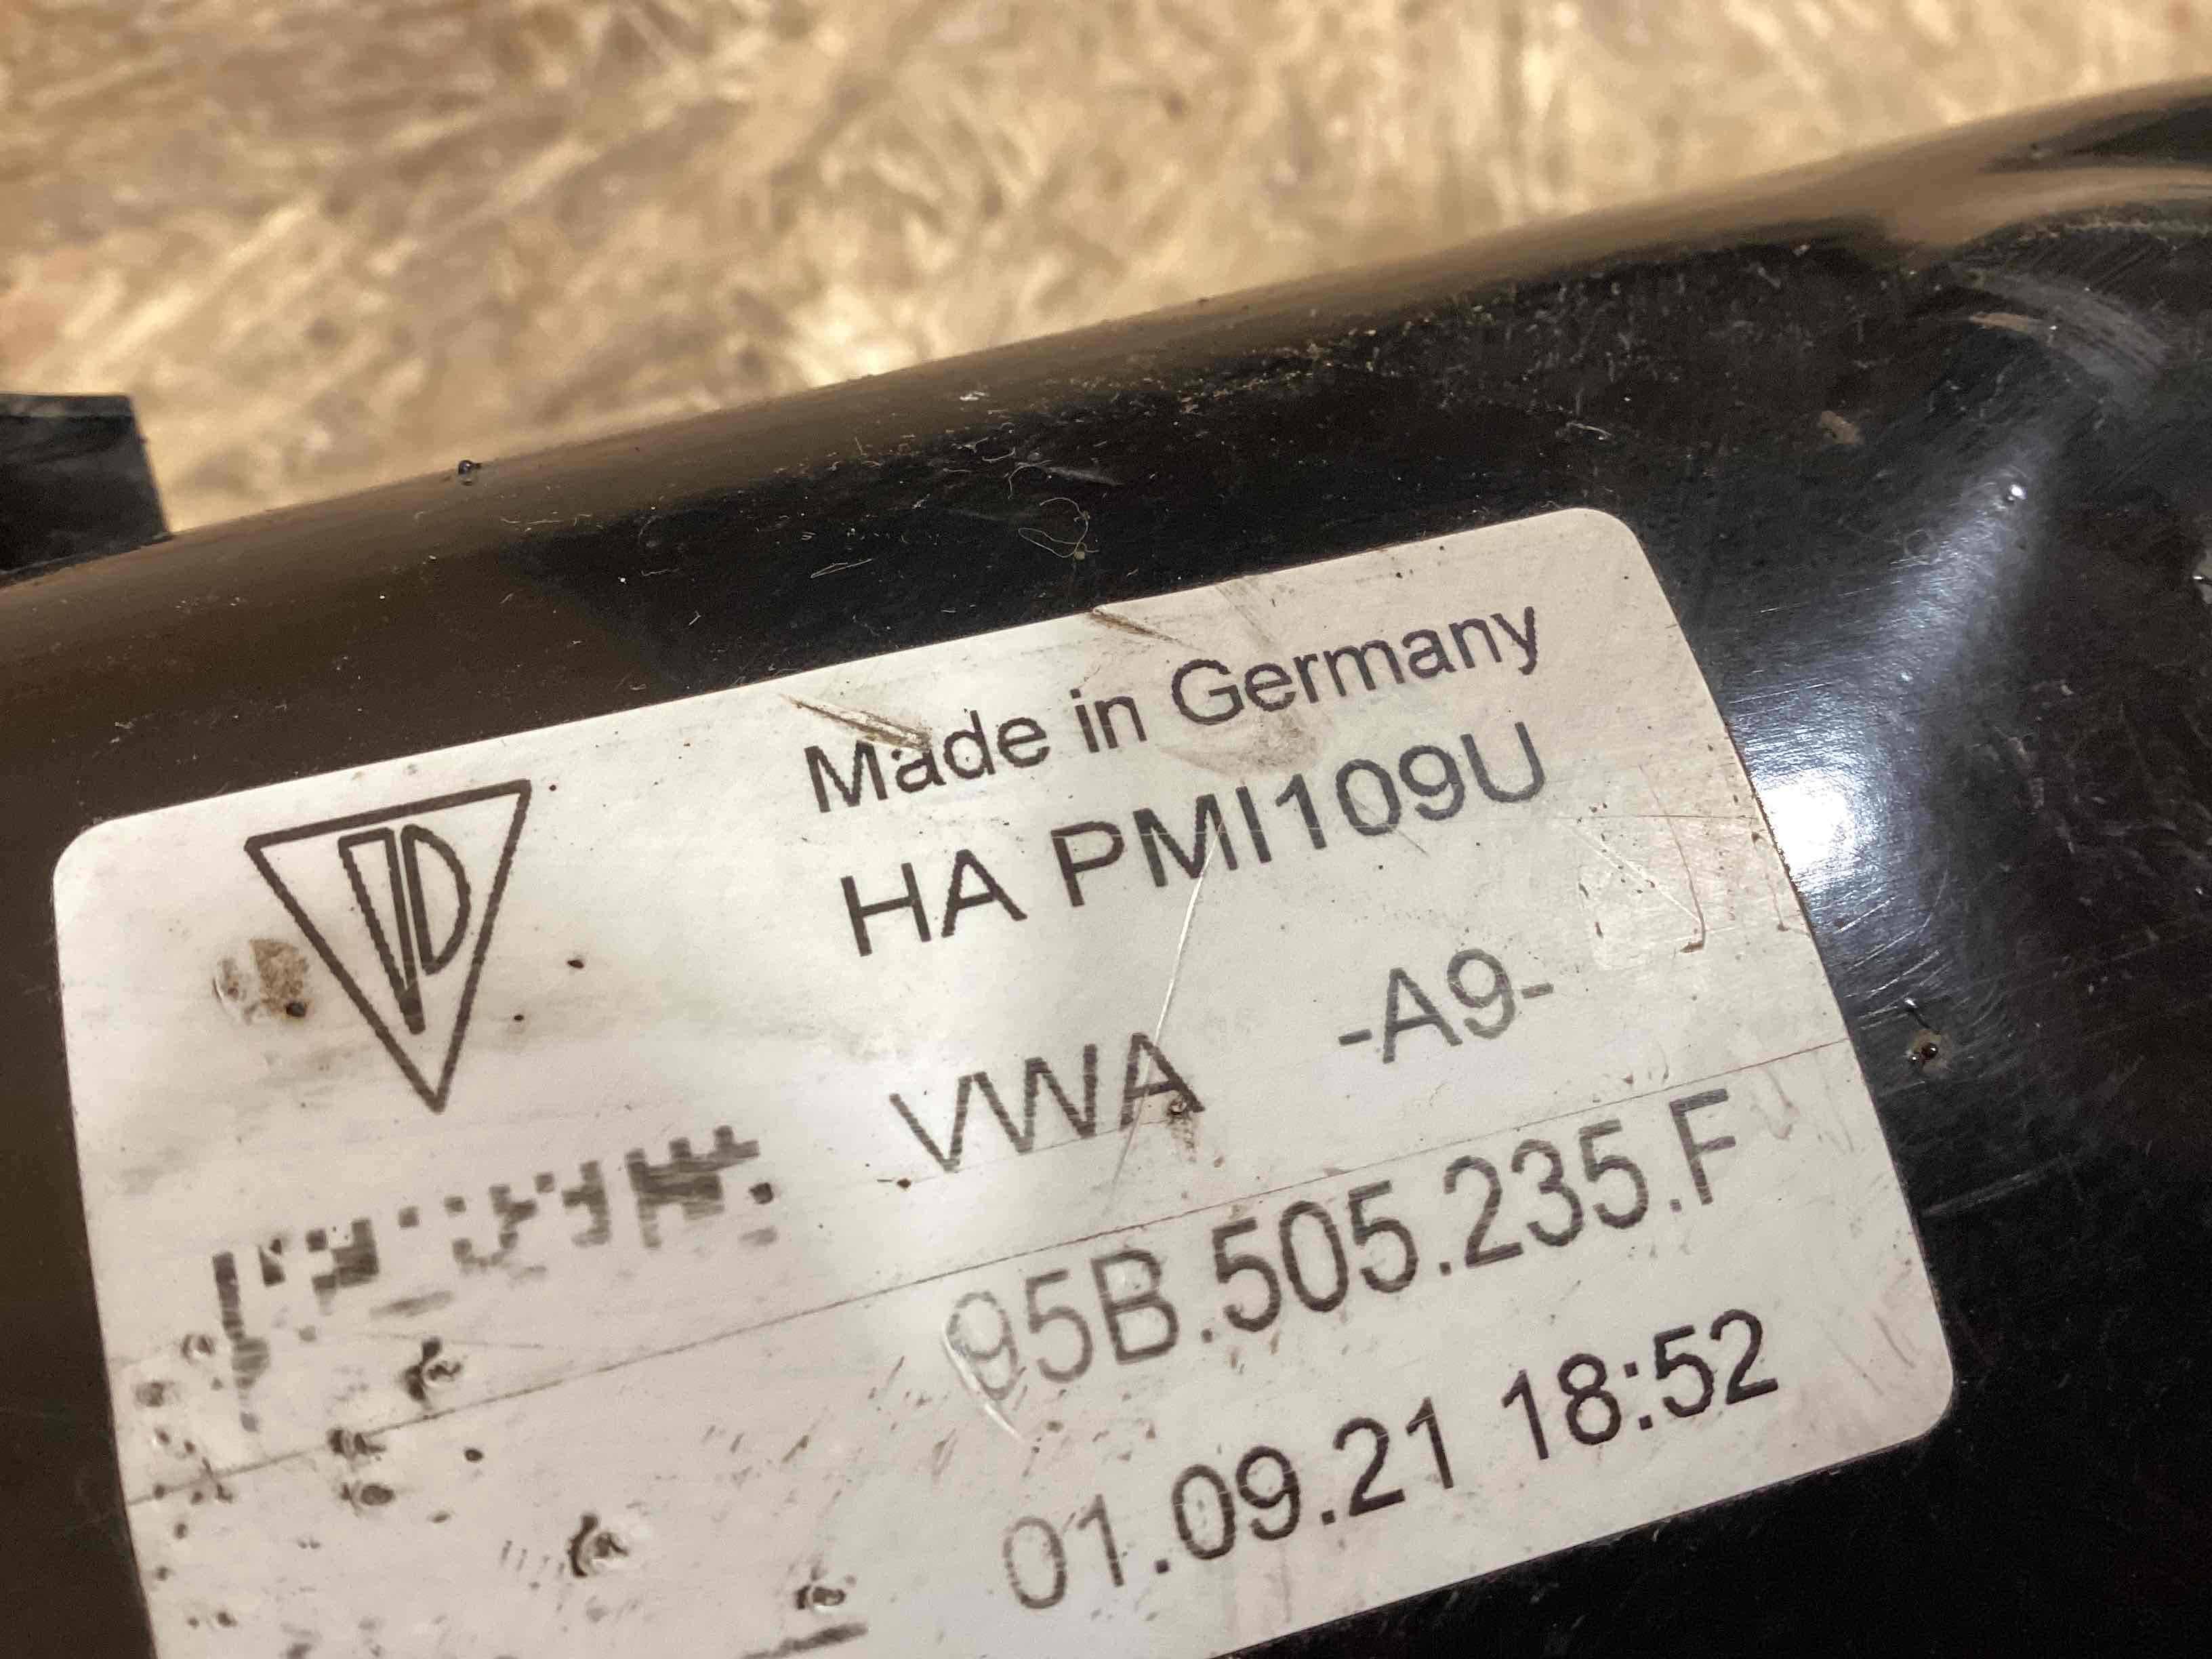 Made in Germany
HA PMI109U
VWA -A9-
95B.505.235.F
01.09.21 18:52